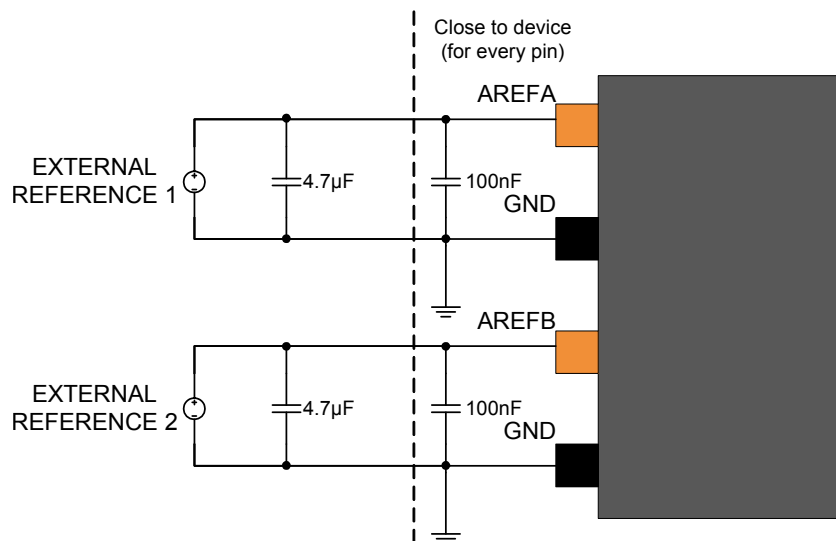 Close to device
(for every pin)
AREFA
EXTERNAL
REFERENCE 1
4.7µF
100nF
GND
AREFB
EXTERNAL
REFERENCE 2
4.7µF
100nF
GND